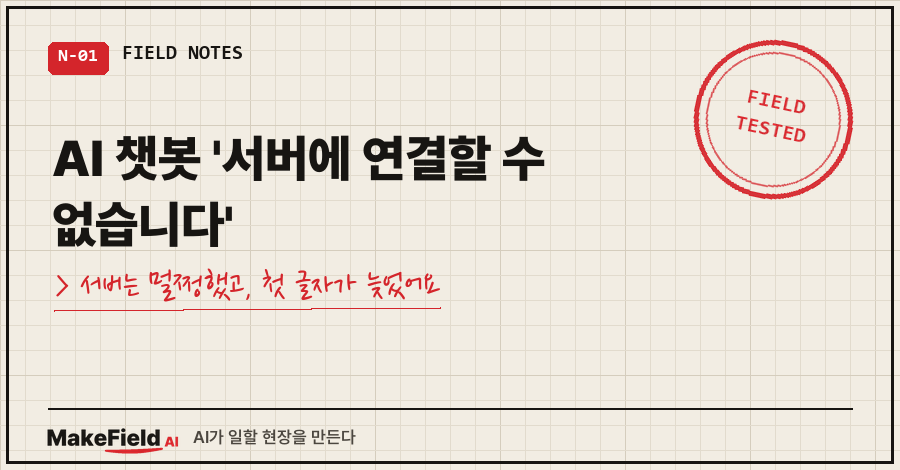 N-01 FIELD NOTES
FIELD
TESTED
AI 챗봇 '서버에 연결할 수
없습니다'
> 서버는 멀쩡했고, 첫 글자가 늦었어요
MakeField AI AI가 일할 현장을 만든다